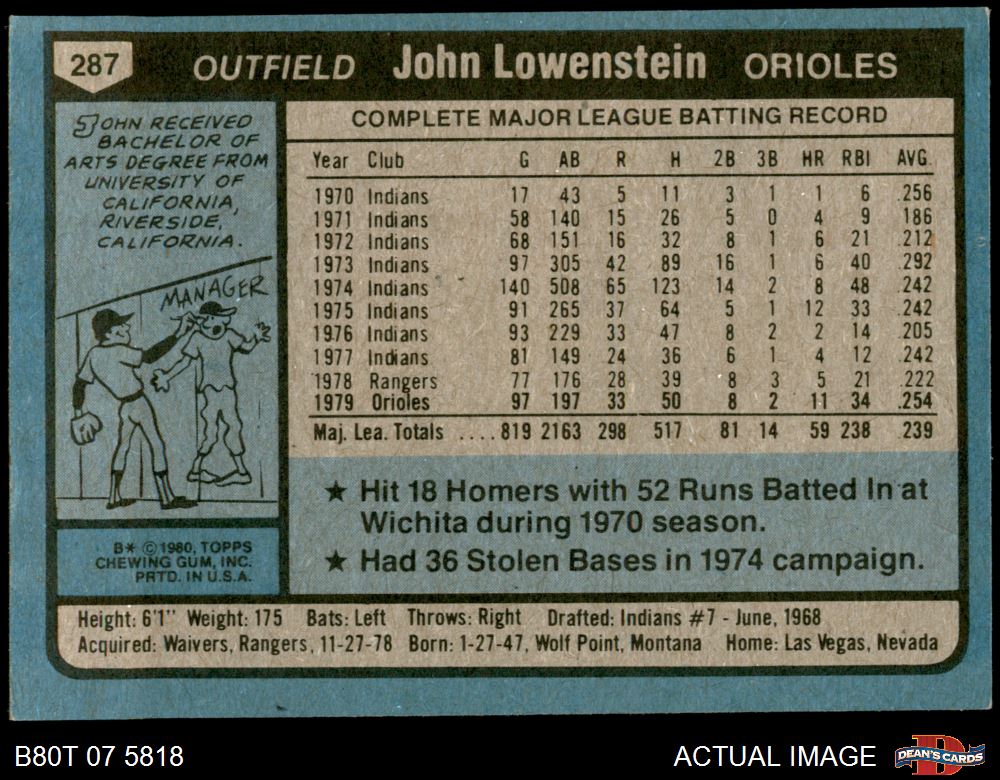 287 OUTFIELD John Lowenstein ORIOLES
JOHN RECEIVED
BACHELOR OF
ARTS DEGREE FROM
UNIVERSITY OF
CALIFORNIA,
RIVERSIDE,
CALIFORNIA.
MANAGER
B* © 1980, TOPPS
CHEWING GUM, INC.
PRTD. IN U.S.A.
COMPLETE MAJOR LEAGUE BATTING RECORD
Year Club G AB R H 2B 3B HR RBI AVG.
1970 Indians 17 43 5 11 3 1 1 6 .256
1971 Indians 58 140 15 26 5 0 4 9 .186
1972 Indians 68 151 16 32 8 1 6 21 .212
1973 Indians 97 305 42 89 16 1 6 40 .292
1974 Indians 140 508 65 123 14 2 8 48 .242
1975 Indians 91 265 37 64 5 1 12 33 .242
1976 Indians 93 229 33 47 8 2 2 14 .205
1977 Indians 81 149 24 36 6 1 4 12 .242
1978 Rangers 77 176 28 39 8 3 5 21 .222
1979 Orioles 97 197 33 50 8 2 11 34 .254
Maj. Lea. Totals ....819 2163 298 517 81 14 59 238 .239
★ Hit 18 Homers with 52 Runs Batted In at
Wichita during 1970 season.
★ Had 36 Stolen Bases in 1974 campaign.
Height: 6'1" Weight: 175 Bats: Left Throws: Right Drafted: Indians #7 - June, 1968
Acquired: Waivers, Rangers, 11-27-78 Born: 1-27-47, Wolf Point, Montana Home: Las Vegas, Nevada
B80T 07 5818 ACTUAL IMAGE DEAN'S CARDS